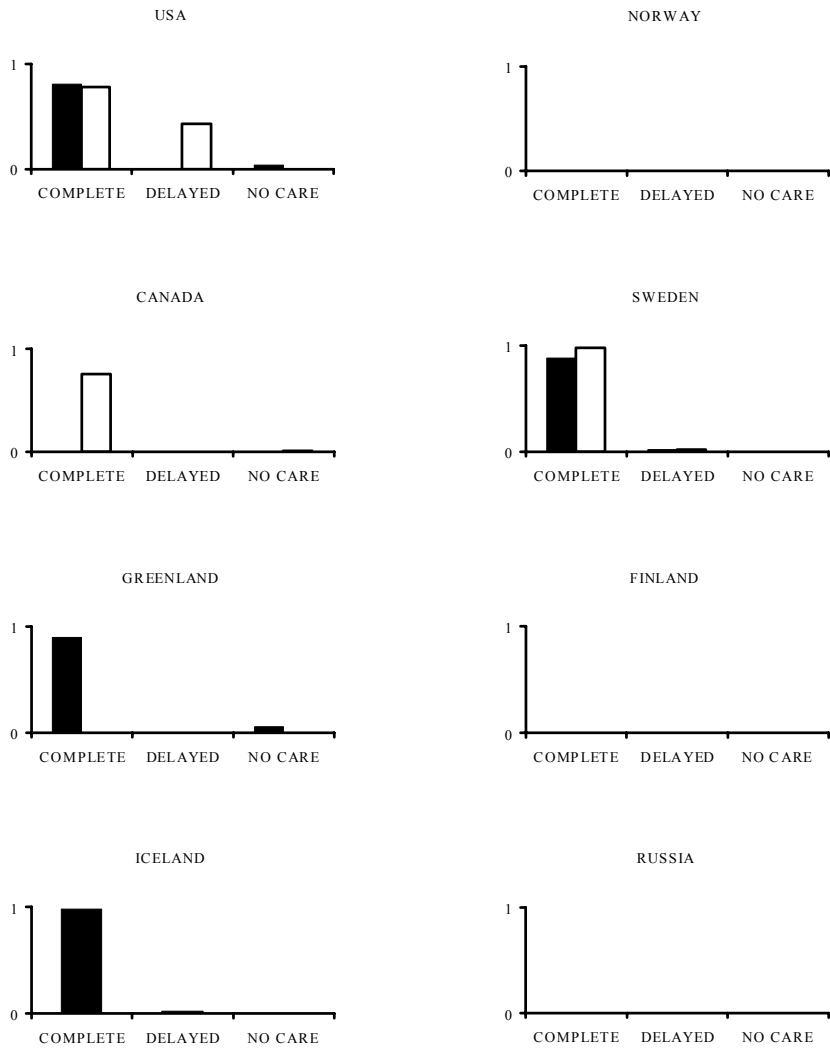 USA
1
0
COMPLETE DELAYED NO CARE
NORWAY
1
0
COMPLETE DELAYED NO CARE
CANADA
1
0
COMPLETE DELAYED NO CARE
SWEDEN
1
0
COMPLETE DELAYED NO CARE
GREENLAND
1
0
COMPLETE DELAYED NO CARE
FINLAND
1
0
COMPLETE DELAYED NO CARE
ICELAND
1
0
COMPLETE DELAYED NO CARE
RUSSIA
1
0
COMPLETE DELAYED NO CARE